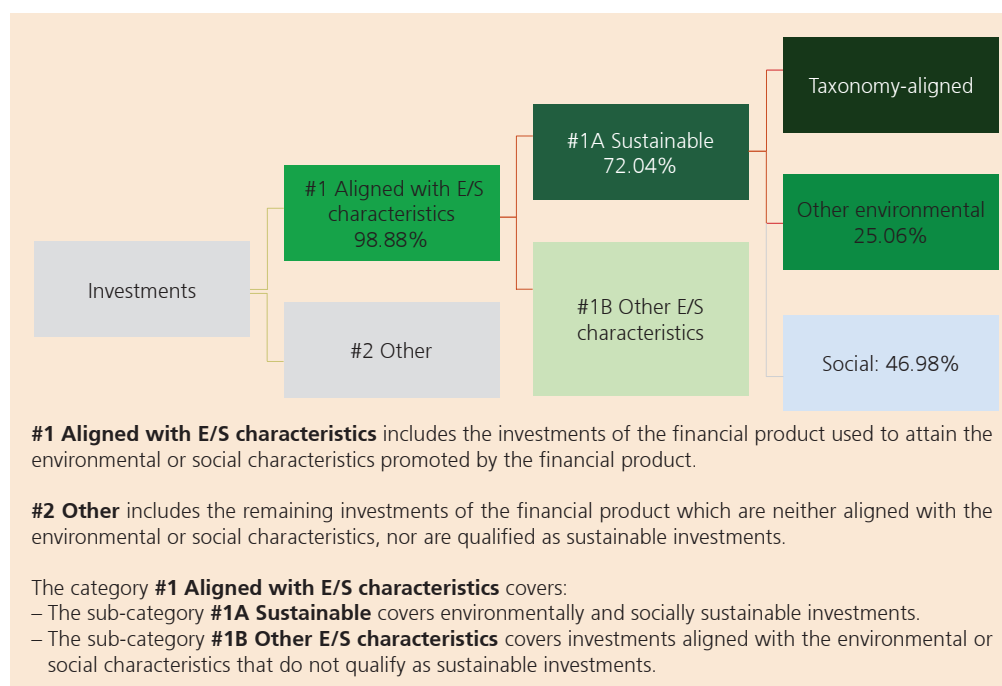 Taxonomy-aligned
#1A Sustainable
72.04%
#1 Aligned with E/S
characteristics
98.88%
Other environmental
25.06%
Investments
#1B Other E/S
characteristics
#2 Other
Social: 46.98%
#1 Aligned with E/S characteristics includes the investments of the financial product used to attain the
environmental or social characteristics promoted by the financial product.
#2 Other includes the remaining investments of the financial product which are neither aligned with the
environmental or social characteristics, nor are qualified as sustainable investments.
The category #1 Aligned with E/S characteristics covers:
– The sub-category #1A Sustainable covers environmentally and socially sustainable investments.
– The sub-category #1B Other E/S characteristics covers investments aligned with the environmental or
social characteristics that do not qualify as sustainable investments.